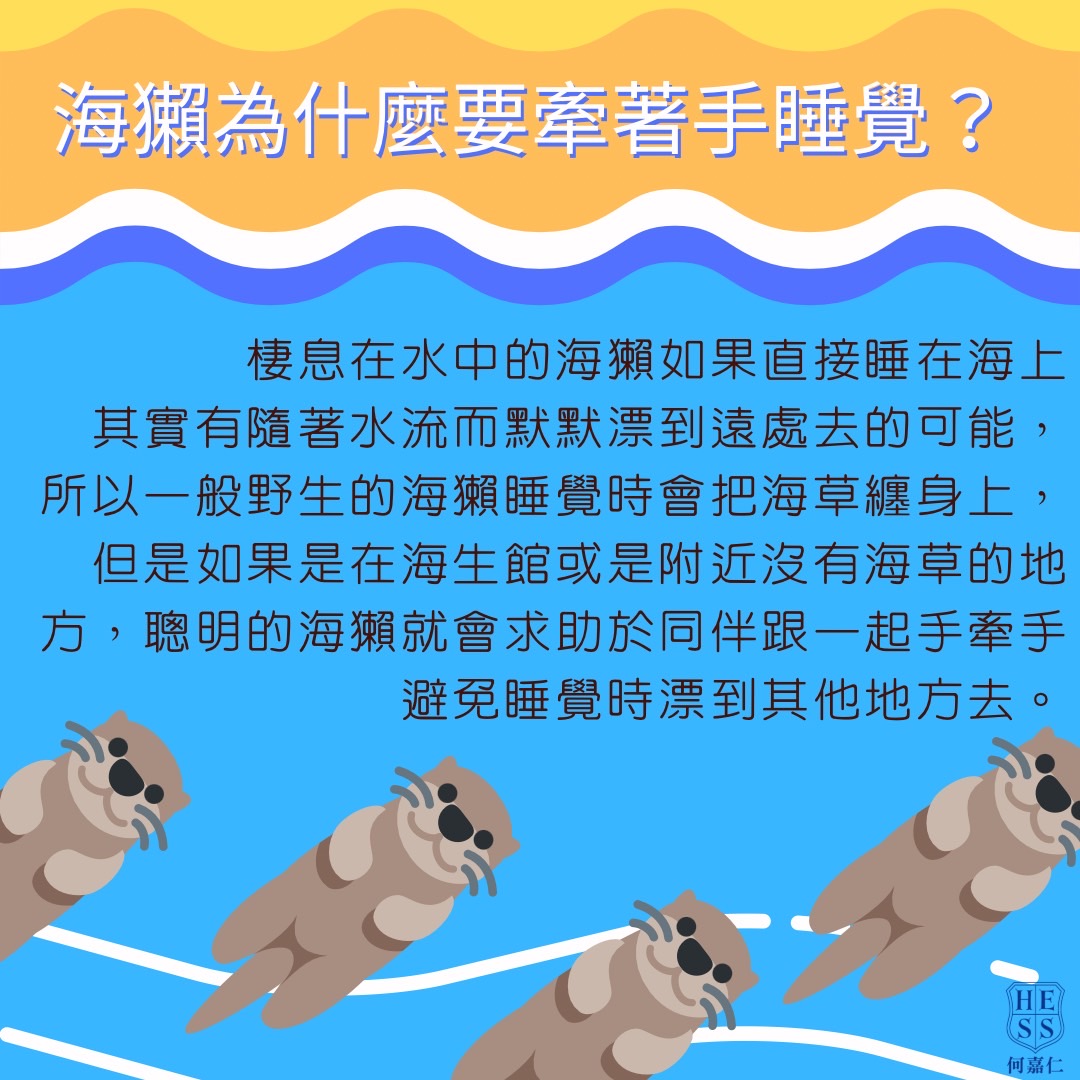 海獺為什麼要牽著手睡覺？
棲息在水中的海獺如果直接睡在海上
其實有隨著水流而默默漂到遠處去的可能，
所以一般野生的海獺睡覺時會把海草纏身上，
但是如果是在海生館或是附近沒有海草的地
方，聰明的海獺就會求助於同伴跟一起手牽手
避免睡覺時漂到其他地方去。
HE
SS
何嘉仁